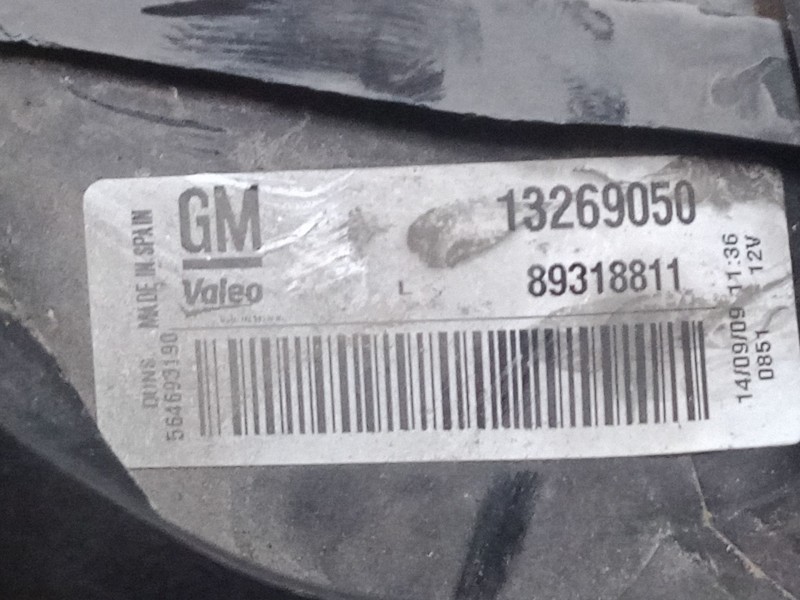 GM
13269050
Valeo
L
89318811
MADE IN SPAIN
DUNS
564693190
14/09/09 11:36
0851 12V